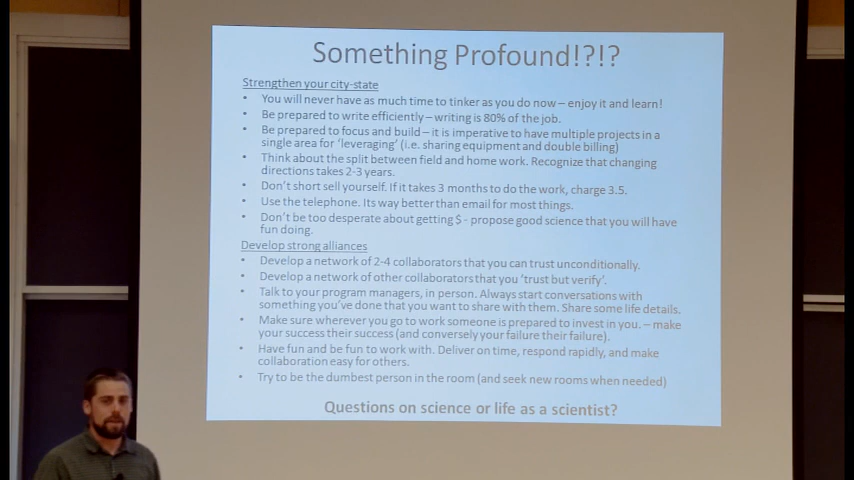 Something Profound!?!?
Strengthen your city-state
• You will never have as much time to tinker as you do now – enjoy it and learn!
• Be prepared to write efficiently – writing is 80% of the job.
• Be prepared to focus and build – it is imperative to have multiple projects in a
single area for 'leveraging' (i.e. sharing equipment and double billing)
• Think about the split between field and home work. Recognize that changing
directions takes 2-3 years.
• Don't short sell yourself. If it takes 3 months to do the work, charge 3.5.
• Use the telephone. Its way better than email for most things.
• Don't be too desperate about getting $ - propose good science that you will have
fun doing.
Develop strong alliances
• Develop a network of 2-4 collaborators that you can trust unconditionally.
• Develop a network of other collaborators that you 'trust but verify'.
• Talk to your program managers, in person. Always start conversations with
something you've done that you want to share with them. Share some life details.
• Make sure wherever you go to work someone is prepared to invest in you. – make
your success their success (and conversely your failure their failure).
• Have fun and be fun to work with. Deliver on time, respond rapidly, and make
collaboration easy for others.
• Try to be the dumbest person in the room (and seek new rooms when needed)
Questions on science or life as a scientist?